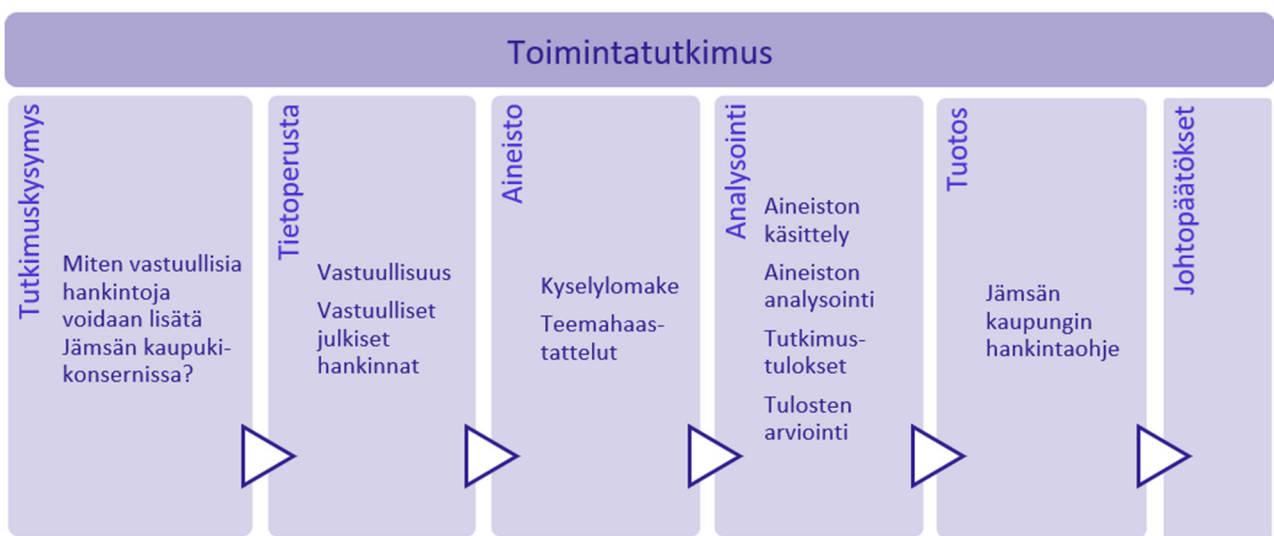 Toimintatutkimus
Tutkimuskysymys
Miten vastuullisia
hankintoja
voidaan lisätä
Jämsän kaupuki-
konsernissa?
Tietoperusta
Vastuullisuus
Vastuulliset
julkiset
hankinnat
Aineisto
Kyselylomake
Teemahaas-
tattelut
Analysointi
Aineiston
käsittely
Aineiston
analysointi
Tutkimus-
tulokset
Tulosten
arviointi
Tuotos
Jämsän
kaupungin
hankintaohje
Johtopäätökset